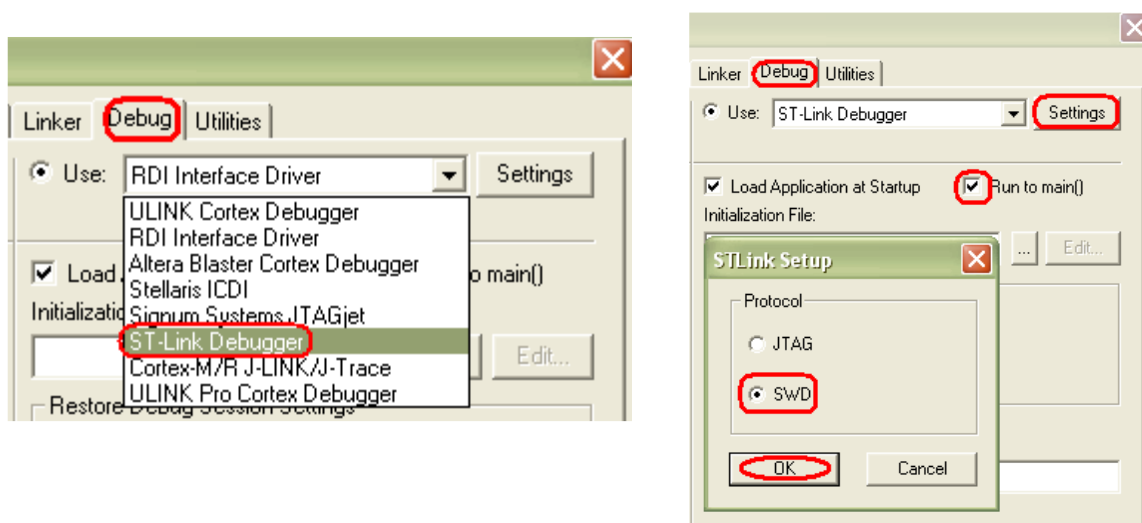 Linker Debug Utilities
Use: RDI Interface Driver Settings
ULINK Cortex Debugger
RDI Interface Driver
Altera Blaster Cortex Debugger
Load o main()
Stellaris ICDI
Initializatio Signum Systems JTAGjet
ST-Link Debugger
Edit...
Cortex-M/R J-LINK/J-Trace
ULINK Pro Cortex Debugger
Restore Debug Session Settings
Linker Debug Utilities
Use: ST-Link Debugger Settings
Load Application at Startup Run to main()
Initialization File:
... Edit...
STLink Setup
Protocol
JTAG
SWD
OK Cancel